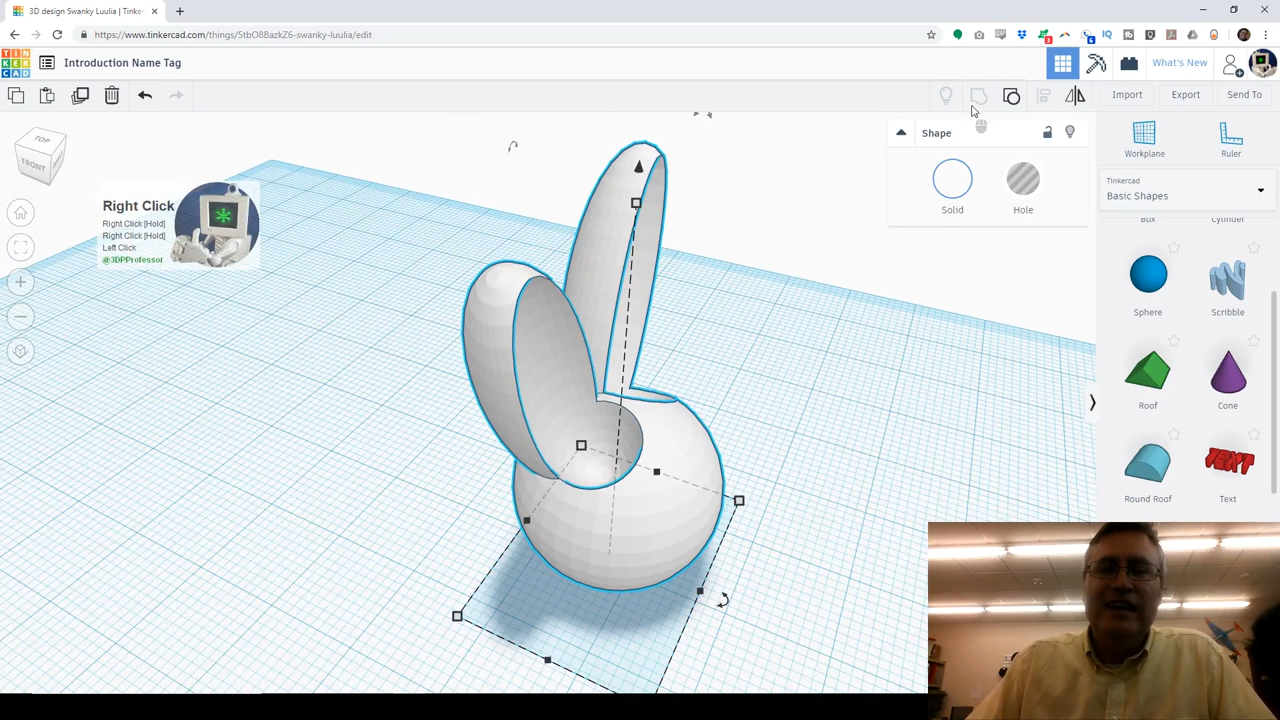 3D design Swanky Luulia | Tinker
https://www.tinkercad.com/things/5tbO8BazkZ6-swanky-luulia/edit
TIN
KER
CAD
Introduction Name Tag
What's New
Import
Export
Send To
TOP
FRONT
Shape
Solid
Hole
Workplane
Ruler
Tinkercad
Basic Shapes
Right Click
Right Click [Hold]
Right Click [Hold]
Left Click
@3DPProfessor
Box
Cylinder
Sphere
Scribble
Roof
Cone
TEXT
Round Roof
Text